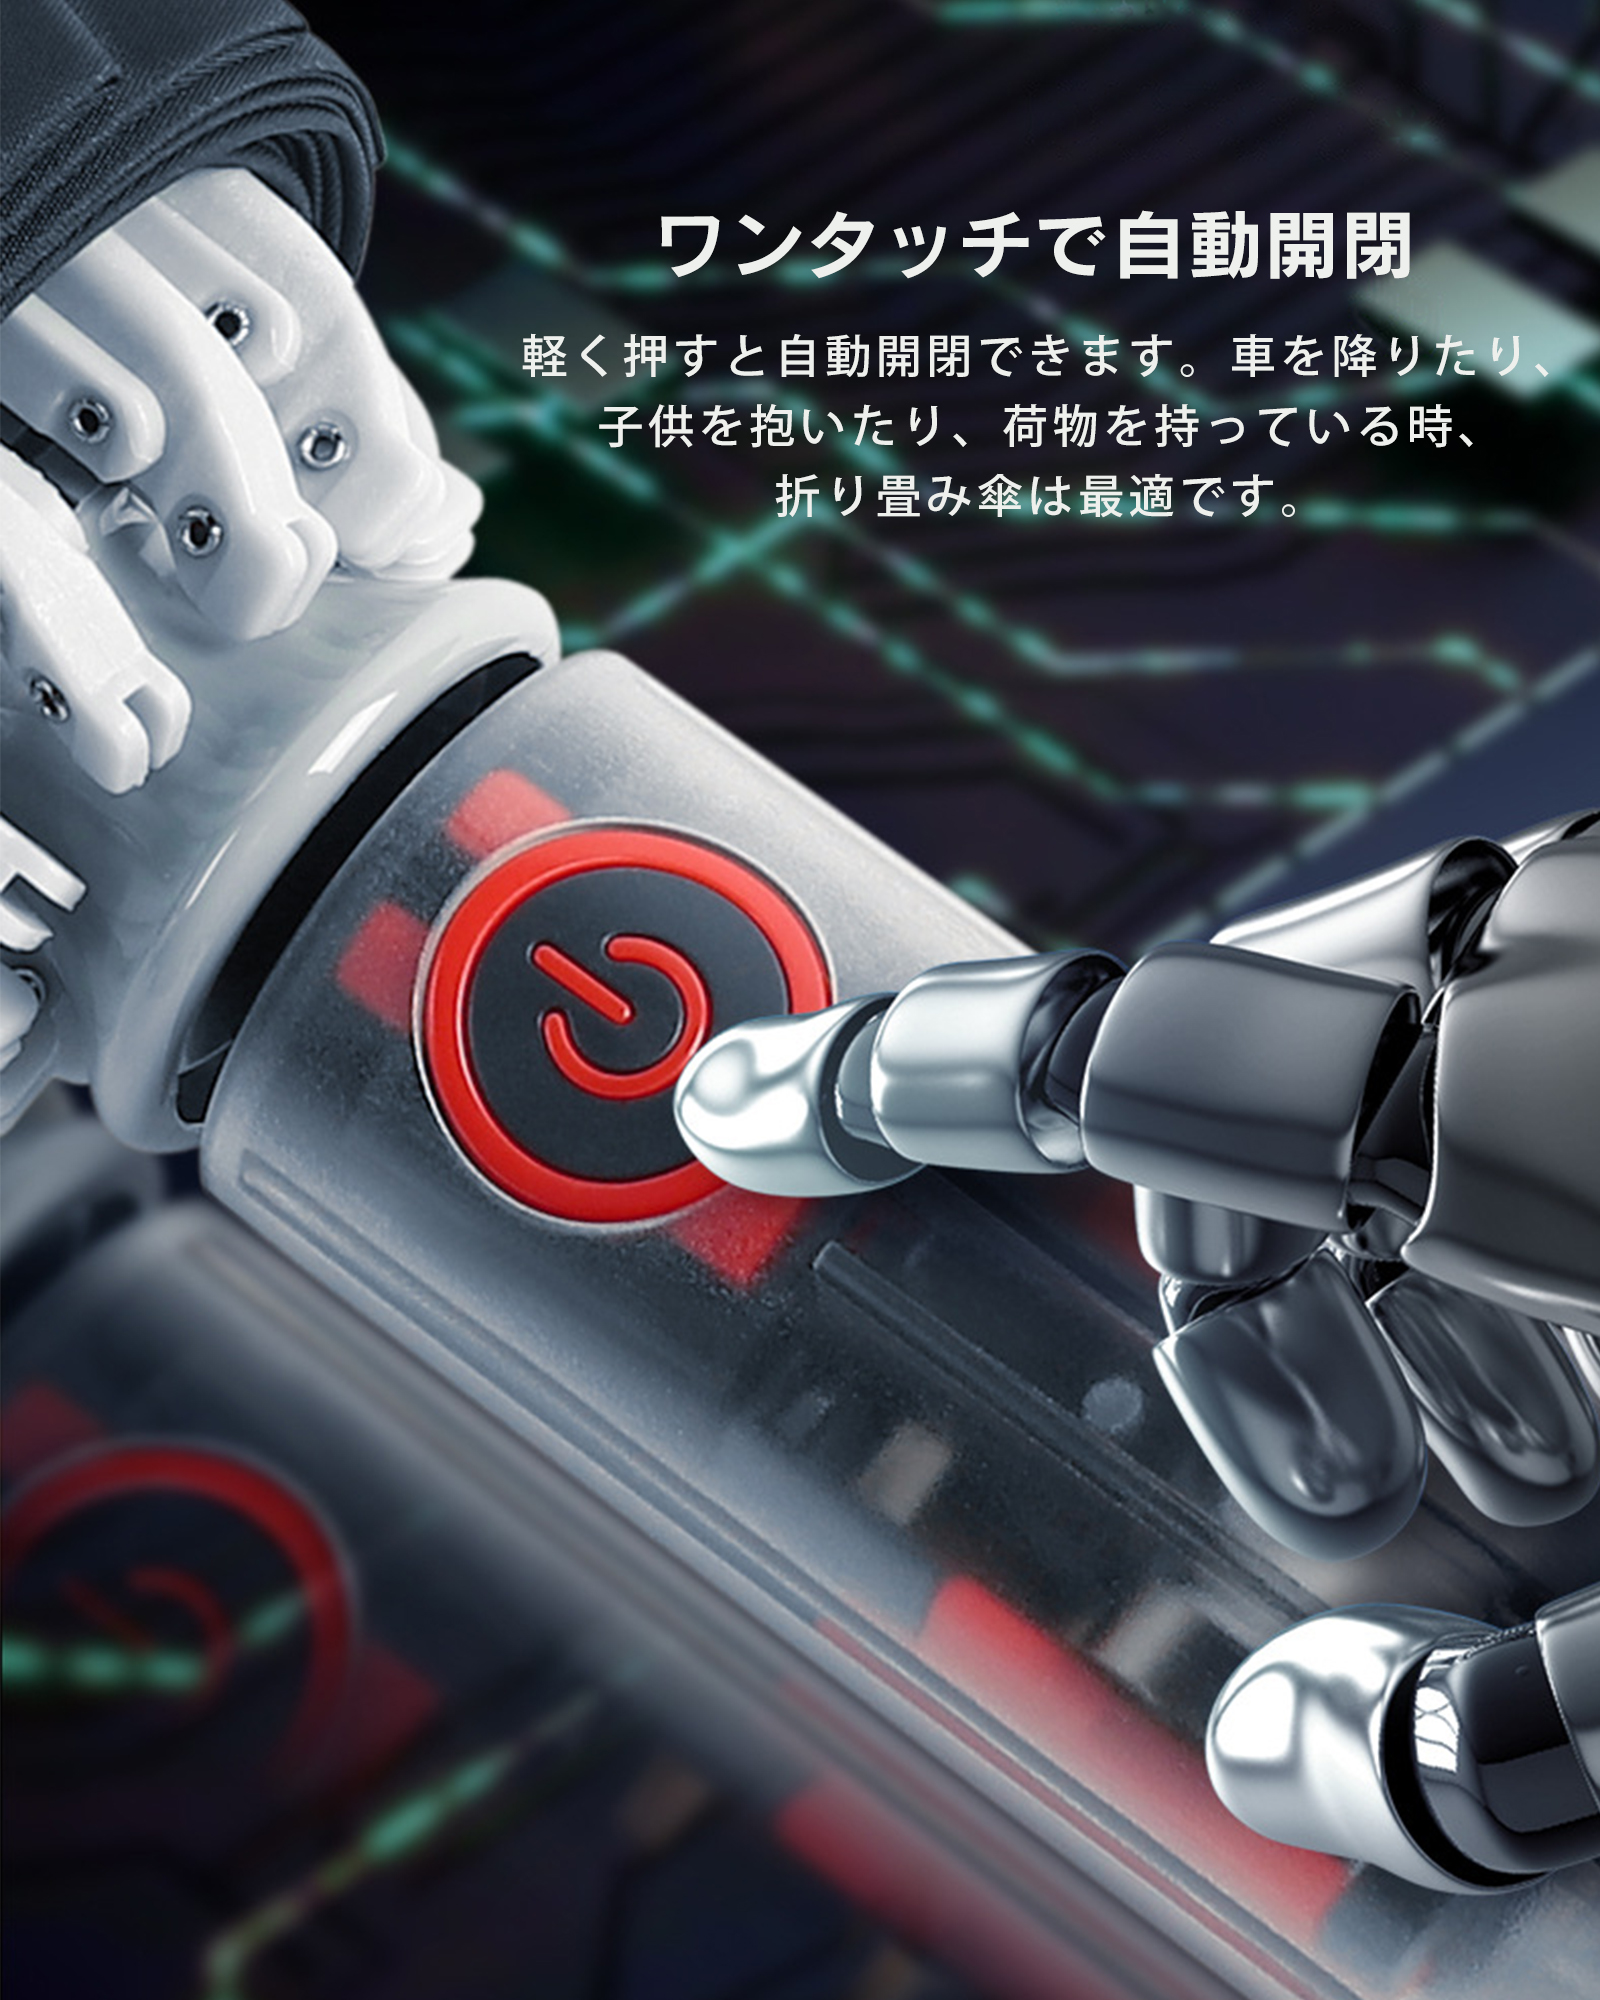 ワンタッチで自動開閉
軽く押すと自動開閉できます。車を降りたり、
子供を抱いたり、荷物を持っている時、
折り畳み傘は最適です。